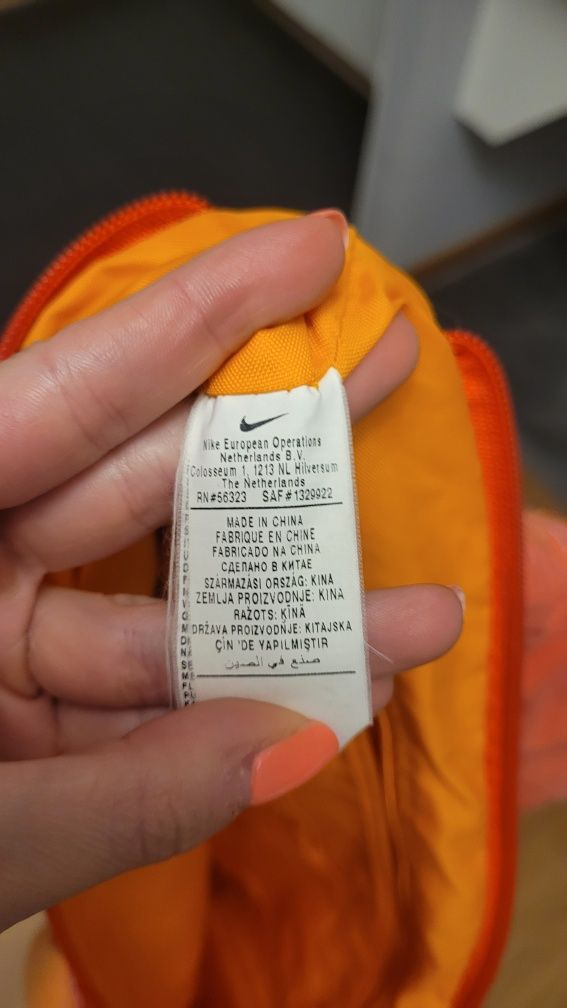 Nike European Operations
Netherlands B.V.
Colosseum 1, 1213 NL Hilversum
The Netherlands
RN#56323 SAF#1329922
MADE IN CHINA
FABRIQUE EN CHINE
FABRICADO NA CHINA
СДЕЛАНО В КИТАЕ
SZÁRMAZÁSI ORSZÁG: KINA
ZEMLJA PROIZVODNJE: KINA
RAŽOTS: ĶĪNĀ
DRŽAVA PROIZVODNJE: KITAJSKA
ÇİN 'DE YAPILMIŞTIR
صنع في الصين